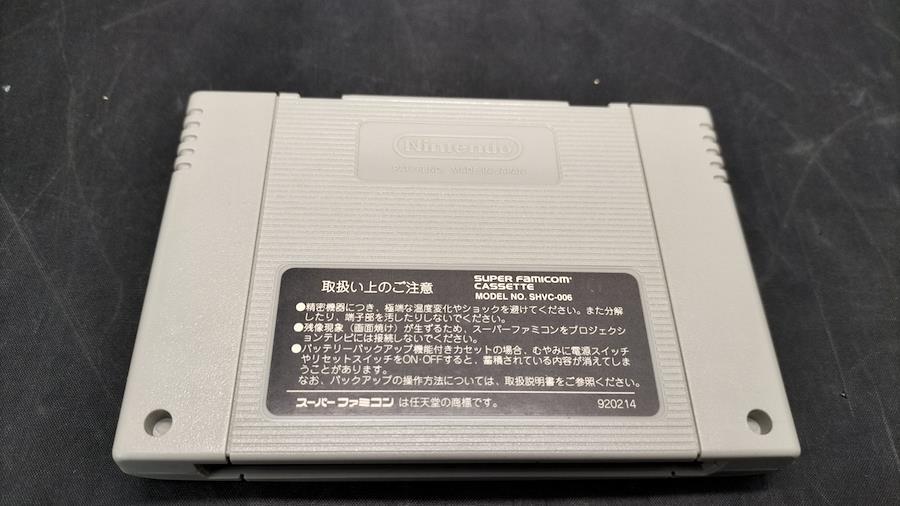 Nintendo
PAT. PEND. MADE IN JAPAN
取扱い上のご注意
SUPER FAMICOM®
CASSETTE
MODEL NO. SHVC-006
●精密機器につき、極端な温度変化やショックを避けてください。また分解
したり、端子部を汚したりしないでください。
●残像現象（画面焼け）が生ずるため、スーパーファミコンをプロジェクシ
ョンテレビには接続しないでください。
●バッテリーバックアップ機能付きカセットの場合、むやみに電源スイッチ
やリセットスイッチをON·OFFすると、蓄積されている内容が消えてしま
うことがあります。
なお、バックアップの操作方法については、取扱説明書をご参照ください。
スーパーファミコンは任天堂の商標です。
920214